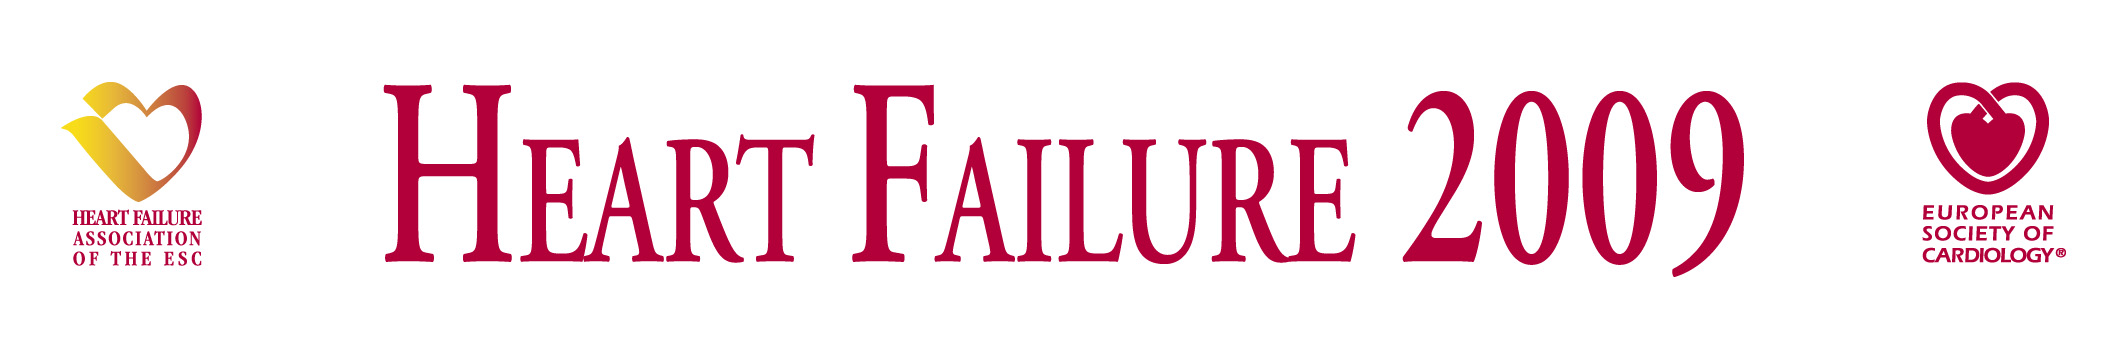 HEART FAILURE
ASSOCIATION
OF THE ESC
HEART FAILURE 2009
EUROPEAN
SOCIETY OF
CARDIOLOGY®